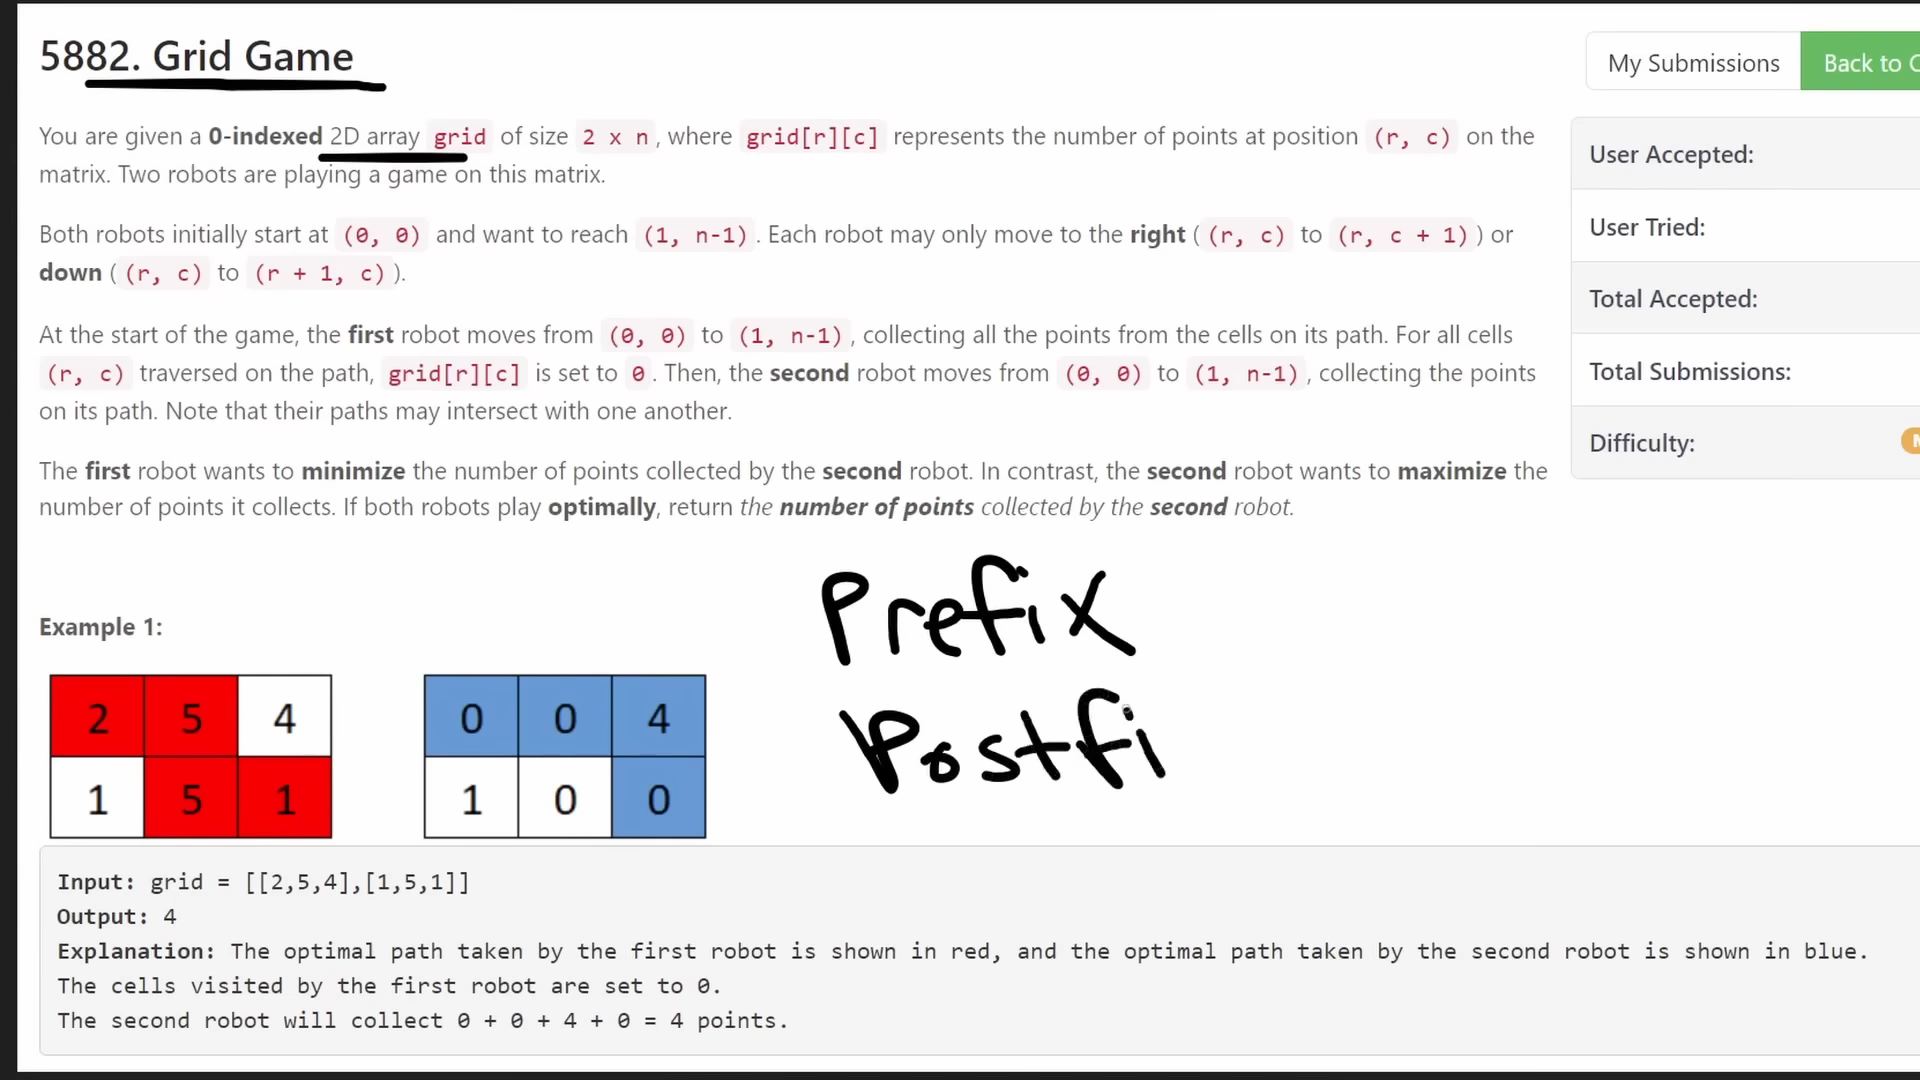 5882. Grid Game
My Submissions
Back to C
You are given a 0-indexed 2D array grid of size 2 x n, where grid[r][c] represents the number of points at position (r, c) on the
matrix. Two robots are playing a game on this matrix.
Both robots initially start at (0, 0) and want to reach (1, n-1). Each robot may only move to the right ((r, c) to (r, c + 1)) or
down ((r, c) to (r + 1, c)).
At the start of the game, the first robot moves from (0, 0) to (1, n-1), collecting all the points from the cells on its path. For all cells
(r, c) traversed on the path, grid[r][c] is set to 0. Then, the second robot moves from (0, 0) to (1, n-1), collecting the points
on its path. Note that their paths may intersect with one another.
The first robot wants to minimize the number of points collected by the second robot. In contrast, the second robot wants to maximize the
number of points it collects. If both robots play optimally, return the number of points collected by the second robot.
User Accepted:
User Tried:
Total Accepted:
Total Submissions:
Difficulty:
Prefix
Postfi
Example 1:
2 5 4
1 5 1
0 0 4
1 0 0
Input: grid = [[2,5,4],[1,5,1]]
Output: 4
Explanation: The optimal path taken by the first robot is shown in red, and the optimal path taken by the second robot is shown in blue.
The cells visited by the first robot are set to 0.
The second robot will collect 0 + 0 + 4 + 0 = 4 points.